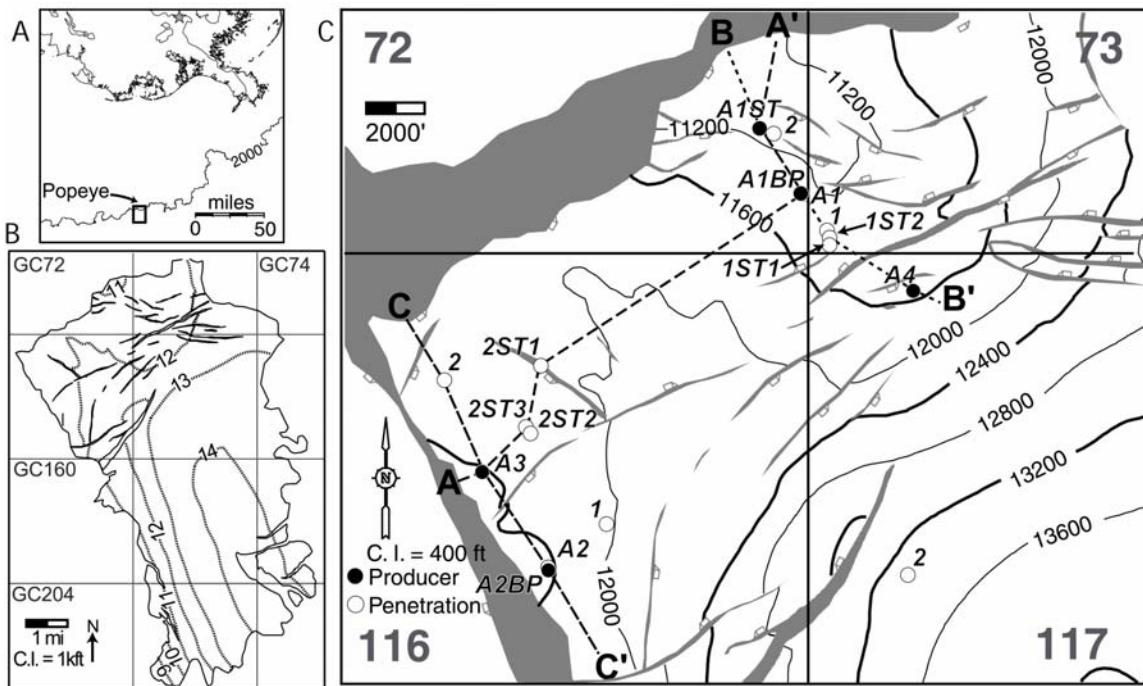 A
2000'
Popeye
miles
0 50
B
GC72
GC74
11
12
13
14
GC160
12
11
10
9
GC204
1 mi
N
C.I. = 1kft
C
72
73
2000'
B
A'
A1ST
2
11200
11200
12000
A1BP
A1
11600
1
1ST2
1ST1
A4
B'
C
2
2ST1
2ST3
2ST2
A3
A
N
1
C. I. = 400 ft
Producer
Penetration
A2
A2BP
12000
C'
116
12000
12400
12800
13200
13600
2
117